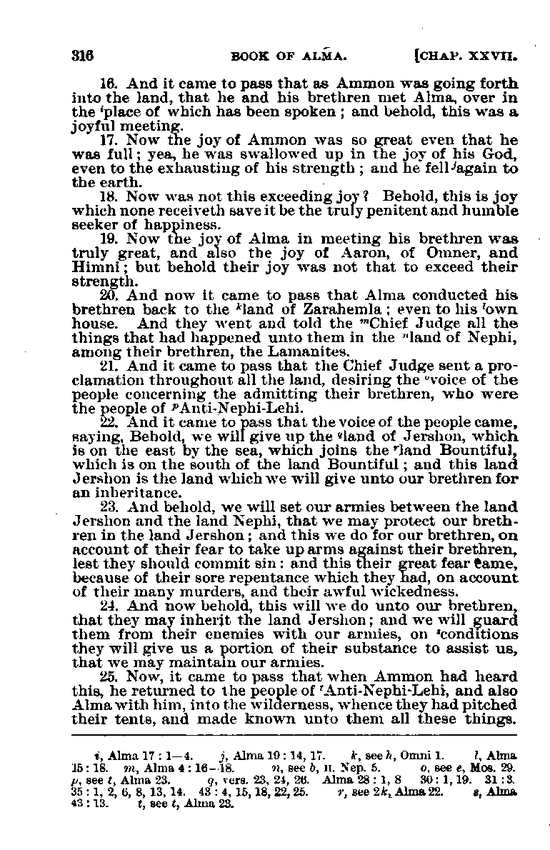 316 BOOK OF ALMA. [CHAP. XXVII.
16. And it came to pass that as Ammon was going forth
into the land, that he and his brethren met Alma, over in
the ⁱplace of which has been spoken; and behold, this was a
joyful meeting.
17. Now the joy of Ammon was so great even that he
was full; yea, he was swallowed up in the joy of his God,
even to the exhausting of his strength; and he fell ʲagain to
the earth.
18. Now was not this exceeding joy? Behold, this is joy
which none receiveth save it be the truly penitent and humble
seeker of happiness.
19. Now the joy of Alma in meeting his brethren was
truly great, and also the joy of Aaron, of Omner, and
Himni; but behold their joy was not that to exceed their
strength.
20. And now it came to pass that Alma conducted his
brethren back to the ᵏland of Zarahemla; even to his ˡown
house. And they went and told the ᵐChief Judge all the
things that had happened unto them in the ⁿland of Nephi,
among their brethren, the Lamanites.
21. And it came to pass that the Chief Judge sent a pro-
clamation throughout all the land, desiring the ᵒvoice of the
people concerning the admitting their brethren, who were
the people of ᵖAnti-Nephi-Lehi.
22. And it came to pass that the voice of the people came,
saying, Behold, we will give up the qland of Jershon, which
is on the east by the sea, which joins the ʳland Bountiful,
which is on the south of the land Bountiful; and this land
Jershon is the land which we will give unto our brethren for
an inheritance.
23. And behold, we will set our armies between the land
Jershon and the land Nephi, that we may protect our breth-
ren in the land Jershon; and this we do for our brethren, on
account of their fear to take up arms against their brethren,
lest they should commit sin: and this their great fear came,
because of their sore repentance which they had, on account
of their many murders, and their awful wickedness.
24. And now behold, this will we do unto our brethren,
that they may inherit the land Jershon; and we will guard
them from their enemies with our armies, on ˢconditions
they will give us a portion of their substance to assist us,
that we may maintain our armies.
25. Now, it came to pass that when Ammon had heard
this, he returned to the people of ᵗAnti-Nephi-Lehi, and also
Alma with him, into the wilderness, whence they had pitched
their tents, and made known unto them all these things.
i, Alma 17: 1—4. j, Alma 19: 14, 17. k, see h, Omni 1. l, Alma
15: 18. m, Alma 4: 16—18. n, see b, II. Nep. 5. o, see e, Mos. 29.
p, see t, Alma 23. q, vers. 23, 24, 26. Alma 28: 1, 8 30: 1, 19. 31: 3.
35: 1, 2, 6, 8, 13, 14. 43: 4, 15, 18, 22, 25. r, see 2k, Alma 22. s, Alma
43: 13. t, see t, Alma 23.